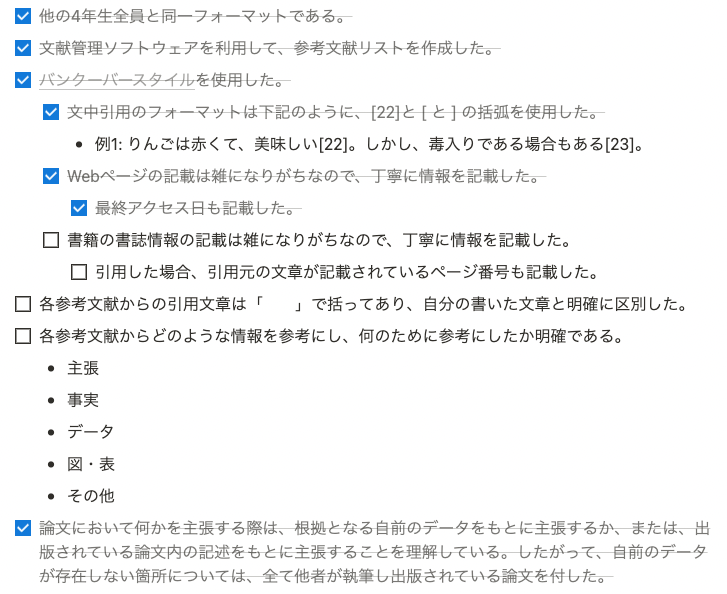 他の4年生全員と同一フォーマットである。
文献管理ソフトウェアを利用して、参考文献リストを作成した。
バンクーバースタイルを使用した。
文中引用のフォーマットは下記のように、[22]と [ と ] の括弧を使用した。
例1: りんごは赤くて、美味しい[22]。しかし、毒入りである場合もある[23]。
Webページの記載は雑になりがちなので、丁寧に情報を記載した。
最終アクセス日も記載した。
書籍の書誌情報の記載は雑になりがちなので、丁寧に情報を記載した。
引用した場合、引用元の文章が記載されているページ番号も記載した。
各参考文献からの引用文章は「　　」で括ってあり、自分の書いた文章と明確に区別した。
各参考文献からどのような情報を参考にし、何のために参考にしたか明確である。
主張
事実
データ
図・表
その他
論文において何かを主張する際は、根拠となる自前のデータをもとに主張するか、または、出
版されている論文内の記述をもとに主張することを理解している。したがって、自前のデータ
が存在しない箇所については、全て他者が執筆し出版されている論文を付した。